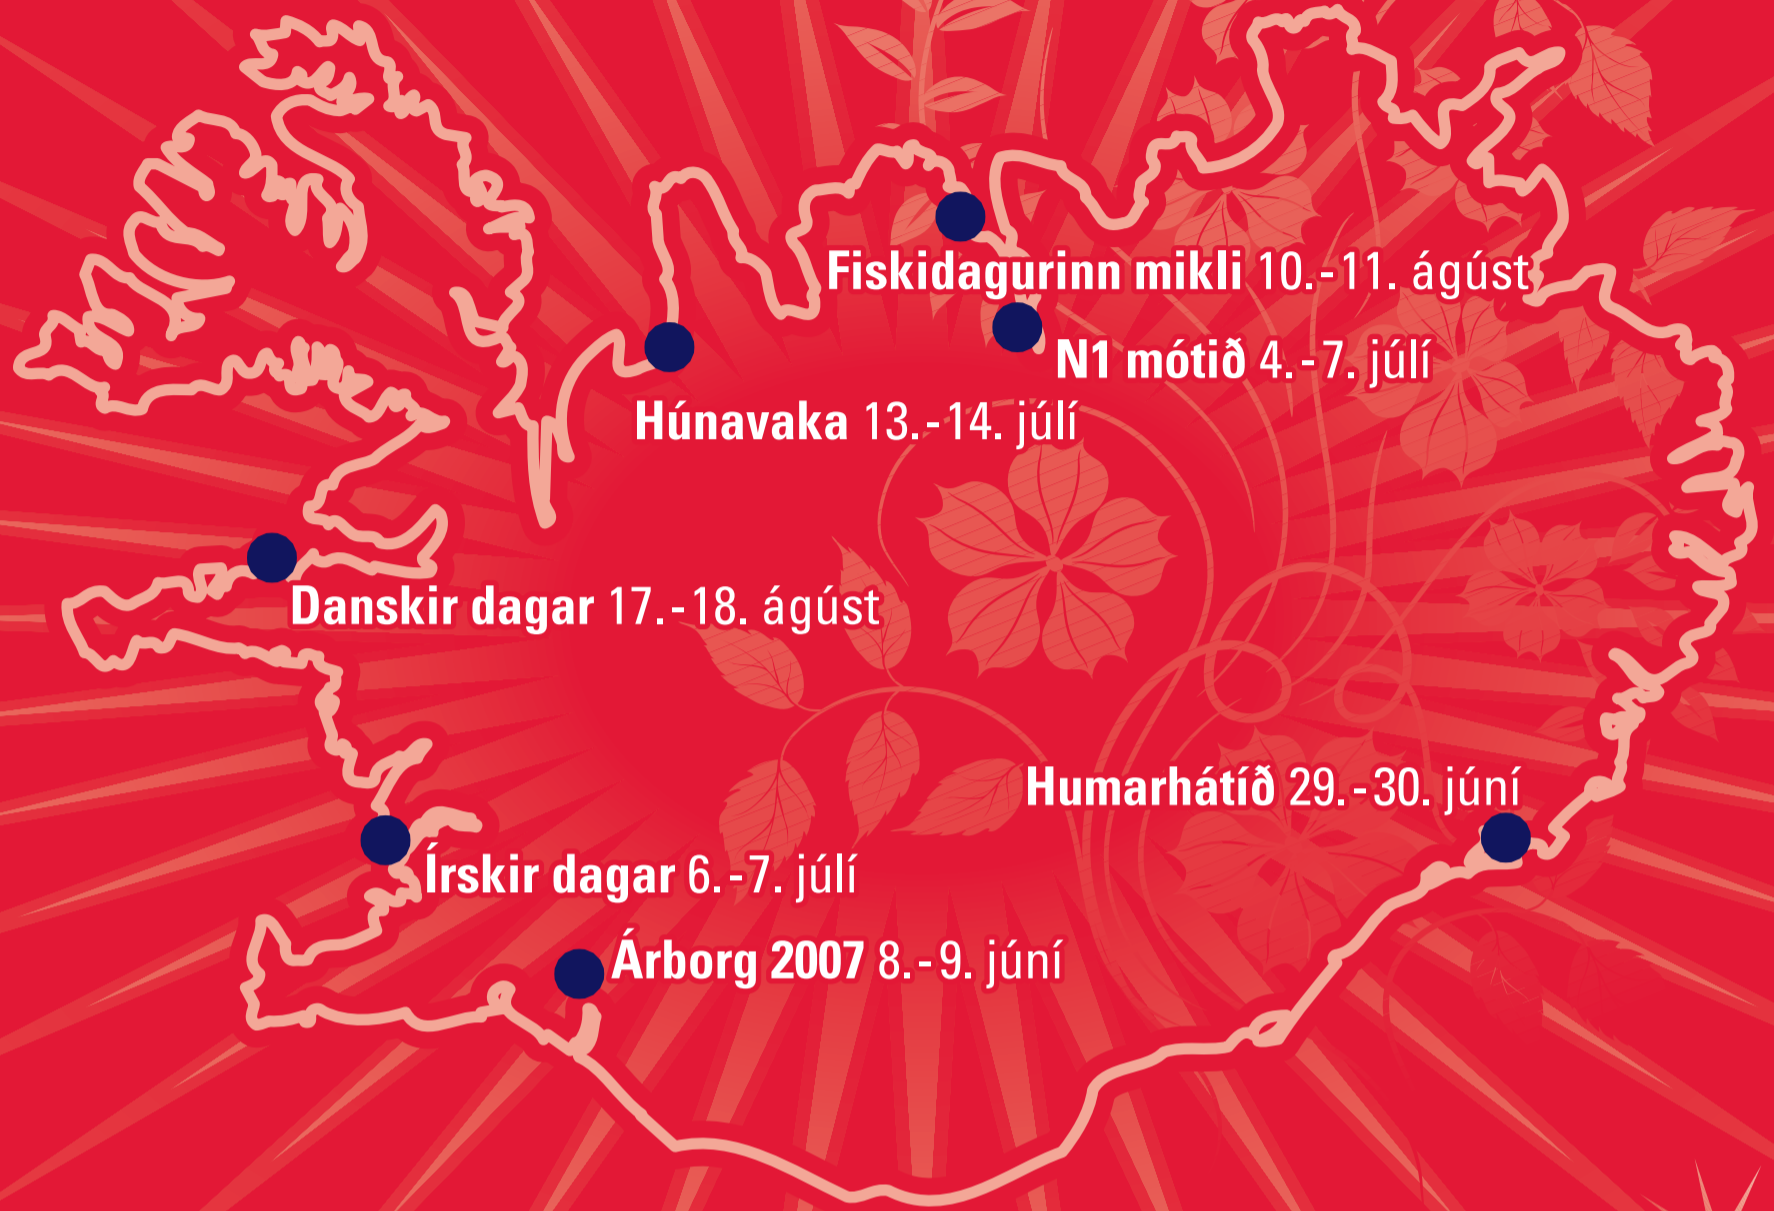 Fiskidagurinn mikli 10.-11. ágúst
N1 mótið 4.-7. júlí
Húnavaka 13.-14. júlí
Danskir dagar 17.-18. ágúst
Humarhátíð 29.-30. júní
Írskir dagar 6.-7. júlí
Árborg 2007 8.-9. júní